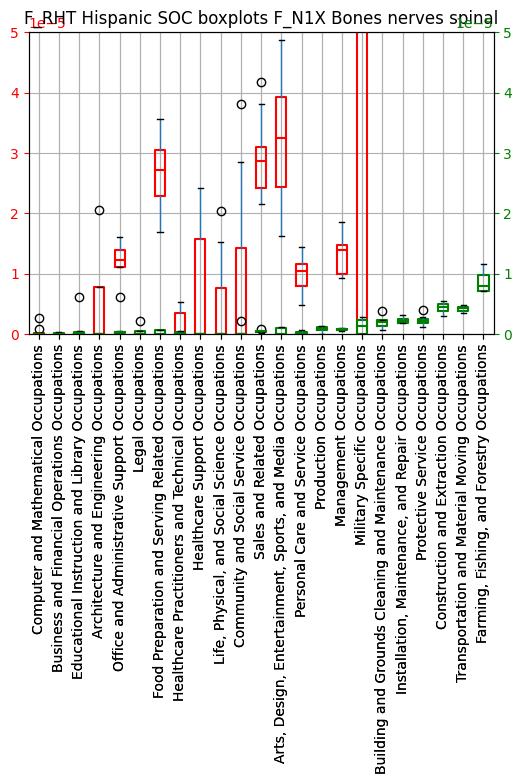 F_RHT Hispanic SOC boxplots F_N1X Bones nerves spinal
1e−5
5
4
3
2
1
0
5
4
3
2
1
0
Computer and Mathematical Occupations
Business and Financial Operations Occupations
Educational Instruction and Library Occupations
Architecture and Engineering Occupations
Office and Administrative Support Occupations
Legal Occupations
Food Preparation and Serving Related Occupations
Healthcare Practitioners and Technical Occupations
Healthcare Support Occupations
Life, Physical, and Social Science Occupations
Community and Social Service Occupations
Sales and Related Occupations
Arts, Design, Entertainment, Sports, and Media Occupations
Personal Care and Service Occupations
Production Occupations
Management Occupations
Military Specific Occupations
Building and Grounds Cleaning and Maintenance Occupations
Installation, Maintenance, and Repair Occupations
Protective Service Occupations
Construction and Extraction Occupations
Transportation and Material Moving Occupations
Farming, Fishing, and Forestry Occupations